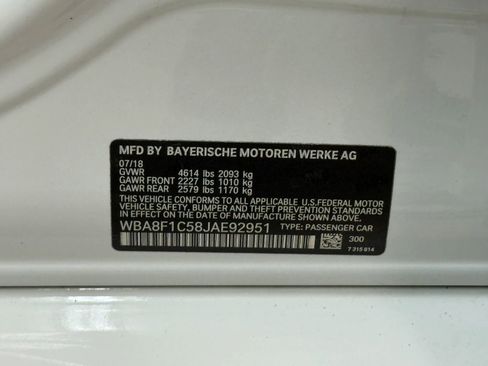 MFD BY BAYERISCHE MOTOREN WERKE AG
07/18
GVWR 4614 lbs 2093 kg
GAWR FRONT 2227 lbs 1010 kg
GAWR REAR 2579 lbs 1170 kg
THIS VEHICLE CONFORMS TO ALL APPLICABLE U.S.FEDERAL MOTOR
VEHICLE SAFETY, BUMPER, AND THEFT PREVENTION STANDARDS
IN EFFECT ON THE DATE OF MANUFACTURE SHOWN ABOVE.
WBA8F1C58JAE92951 TYPE: PASSENGER CAR
300
7 315 014